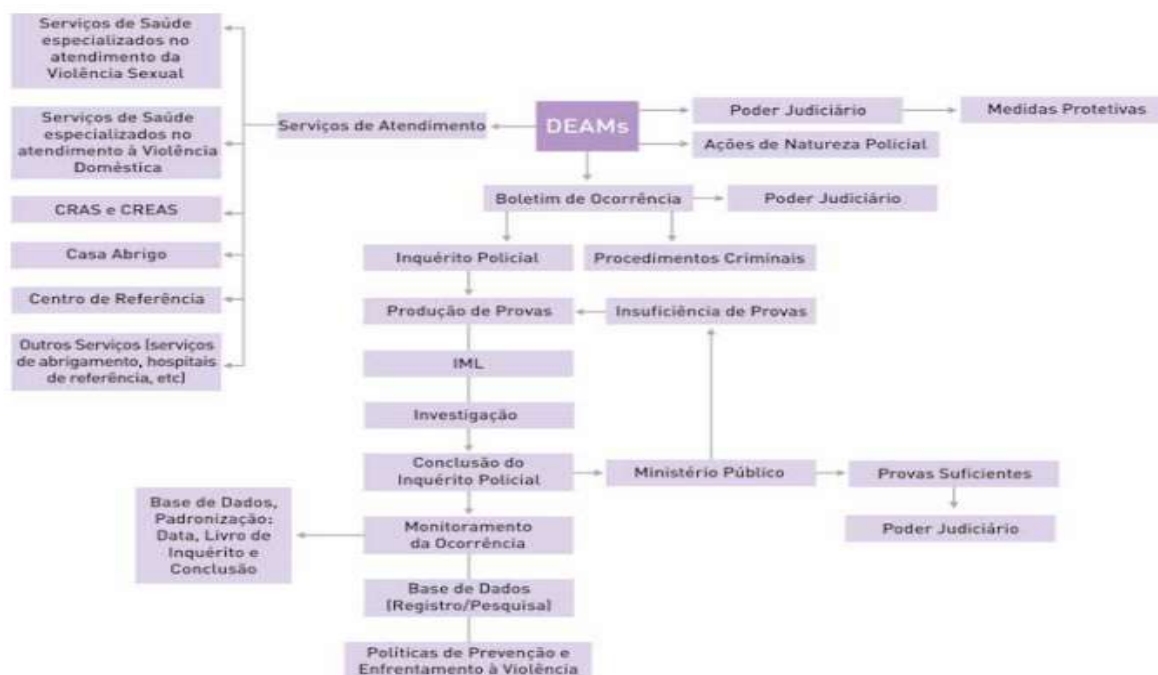 Serviços de Saúde
especializados no
atendimento da
Violência Sexual
Serviços de Saúde
especializados no
atendimento à Violência
Doméstica
CRAS e CREAS
Casa Abrigo
Centro de Referência
Outros Serviços (serviços
de abrigamento, hospitais
de referência, etc)
Serviços de Atendimento
DEAMs
Poder Judiciário
Medidas Protetivas
Ações de Natureza Policial
Boletim de Ocorrência
Poder Judiciário
Inquérito Policial
Procedimentos Criminais
Produção de Provas
Insuficiência de Provas
IML
Investigação
Conclusão do
Inquérito Policial
Ministério Público
Provas Suficientes
Poder Judiciário
Base de Dados,
Padronização:
Data, Livro de
Inquérito e
Conclusão
Monitoramento
da Ocorrência
Base de Dados
(Registro/Pesquisa)
Políticas de Prevenção e
Enfrentamento à Violência